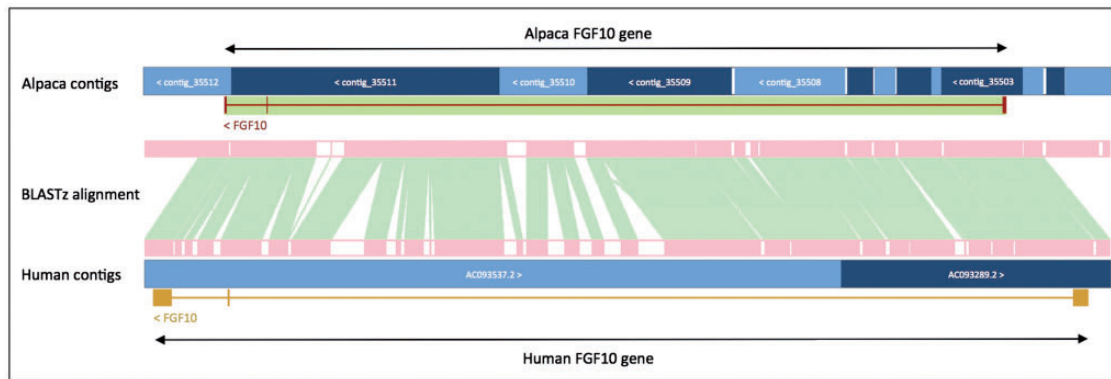 Alpaca FGF10 gene
Alpaca contigs
< contig_35512
< contig_35511
< contig_35510
< contig_35509
< contig_35508
< contig_35503
< FGF10
BLASTz alignment
Human contigs
AC093537.2 >
AC093289.2 >
< FGF10
Human FGF10 gene